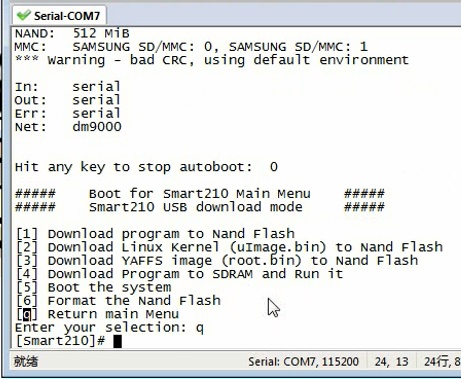 Serial-COM7
NAND:  512 MiB
MMC:   SAMSUNG SD/MMC: 0, SAMSUNG SD/MMC: 1
*** Warning - bad CRC, using default environment
In:    serial
Out:   serial
Err:   serial
Net:   dm9000
Hit any key to stop autoboot:  0
#####    Boot for Smart210 Main Menu    #####
#####    Smart210 USB download mode     #####
[1] Download program to Nand Flash
[2] Download Linux Kernel (uImage.bin) to Nand Flash
[3] Download YAFFS image (root.bin) to Nand Flash
[4] Download Program to SDRAM and Run it
[5] Boot the system
[6] Format the Nand Flash
[q] Return main Menu
Enter your selection: q
[Smart210]#
就绪 Serial: COM7, 115200 24, 13 24行, 8